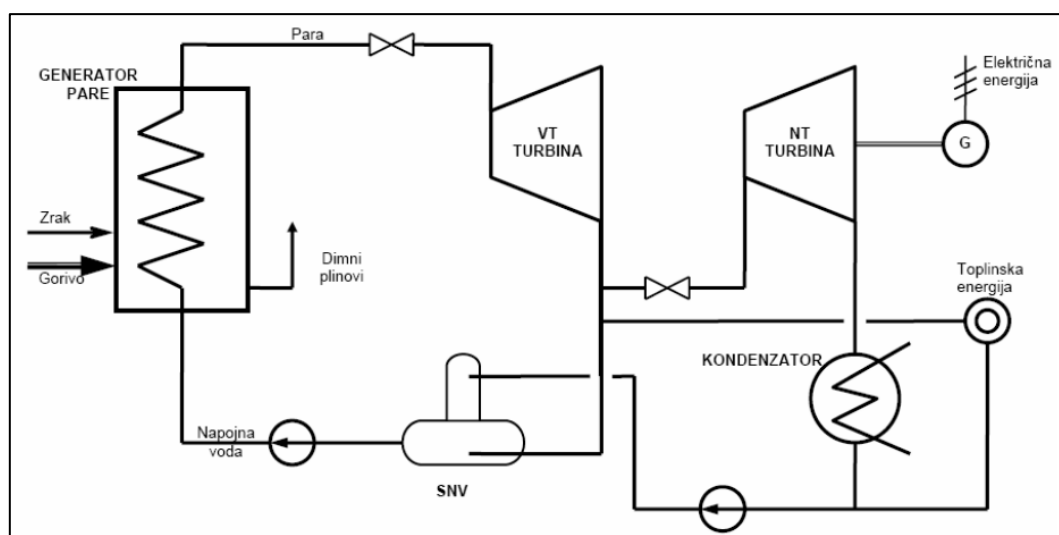 Para
GENERATOR
PARE
Električna
energija
VT
TURBINA
NT
TURBINA
G
Zrak
Gorivo
Dimni
plinovi
Toplinska
energija
KONDENZATOR
Napojna
voda
SNV